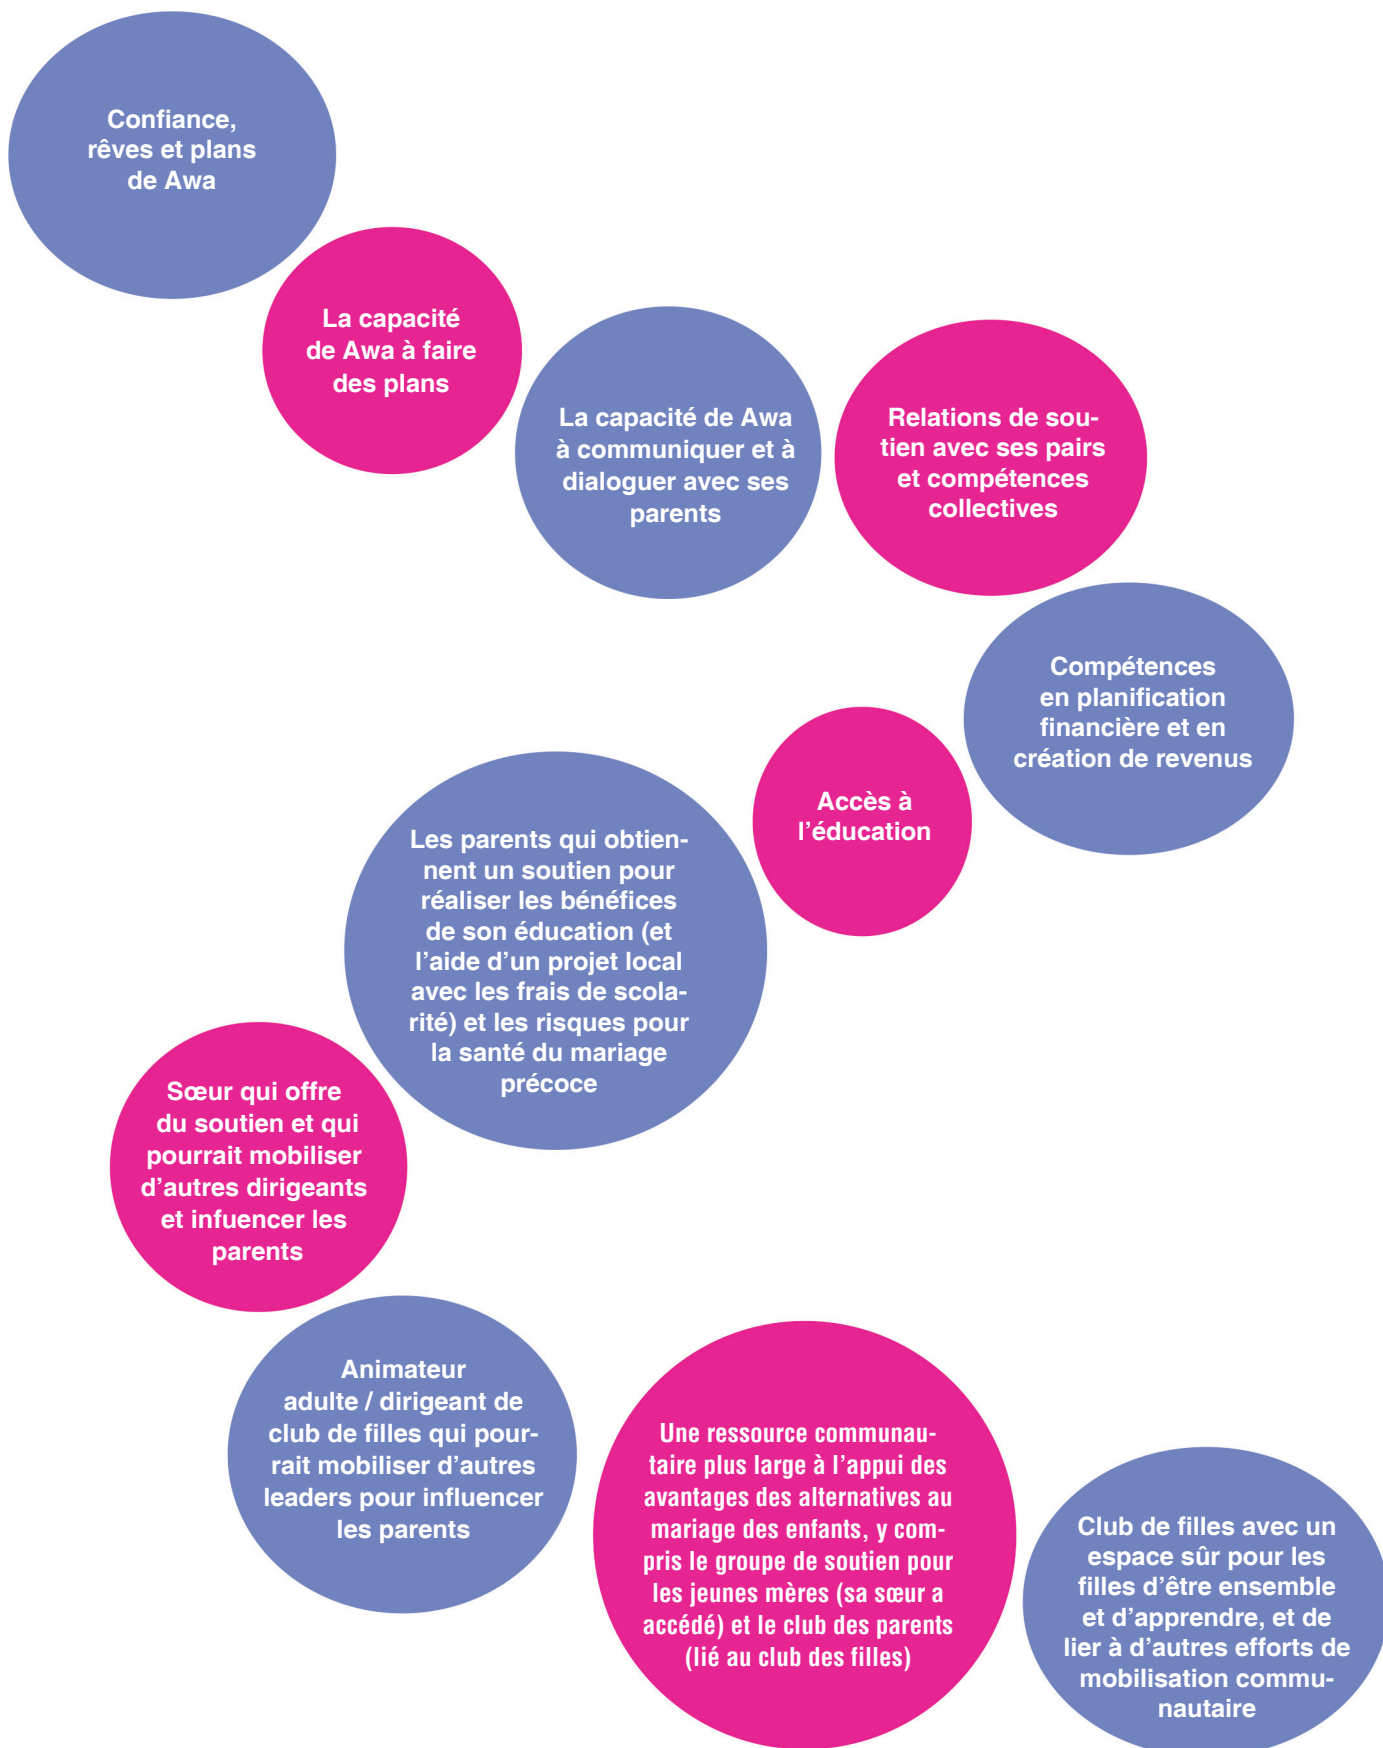 Confiance,
rêves et plans
de Awa
La capacité
de Awa à faire
des plans
La capacité de Awa
à communiquer et à
dialoguer avec ses
parents
Relations de sou-
tien avec ses pairs
et compétences
collectives
Compétences
en planification
financière et en
création de revenus
Accès à
l’éducation
Les parents qui obtien-
nent un soutien pour
réaliser les bénéfices
de son éducation (et
l’aide d’un projet local
avec les frais de scola-
rité) et les risques pour
la santé du mariage
précoce
Sœur qui offre
du soutien et qui
pourrait mobiliser
d’autres dirigeants
et infuencer les
parents
Animateur
adulte / dirigeant de
club de filles qui pour-
rait mobiliser d’autres
leaders pour influencer
les parents
Une ressource communau-
taire plus large à l’appui des
avantages des alternatives au
mariage des enfants, y com-
pris le groupe de soutien pour
les jeunes mères (sa sœur a
accédé) et le club des parents
(lié au club des filles)
Club de filles avec un
espace sûr pour les
filles d’être ensemble
et d’apprendre, et de
lier à d’autres efforts de
mobilisation commu-
nautaire